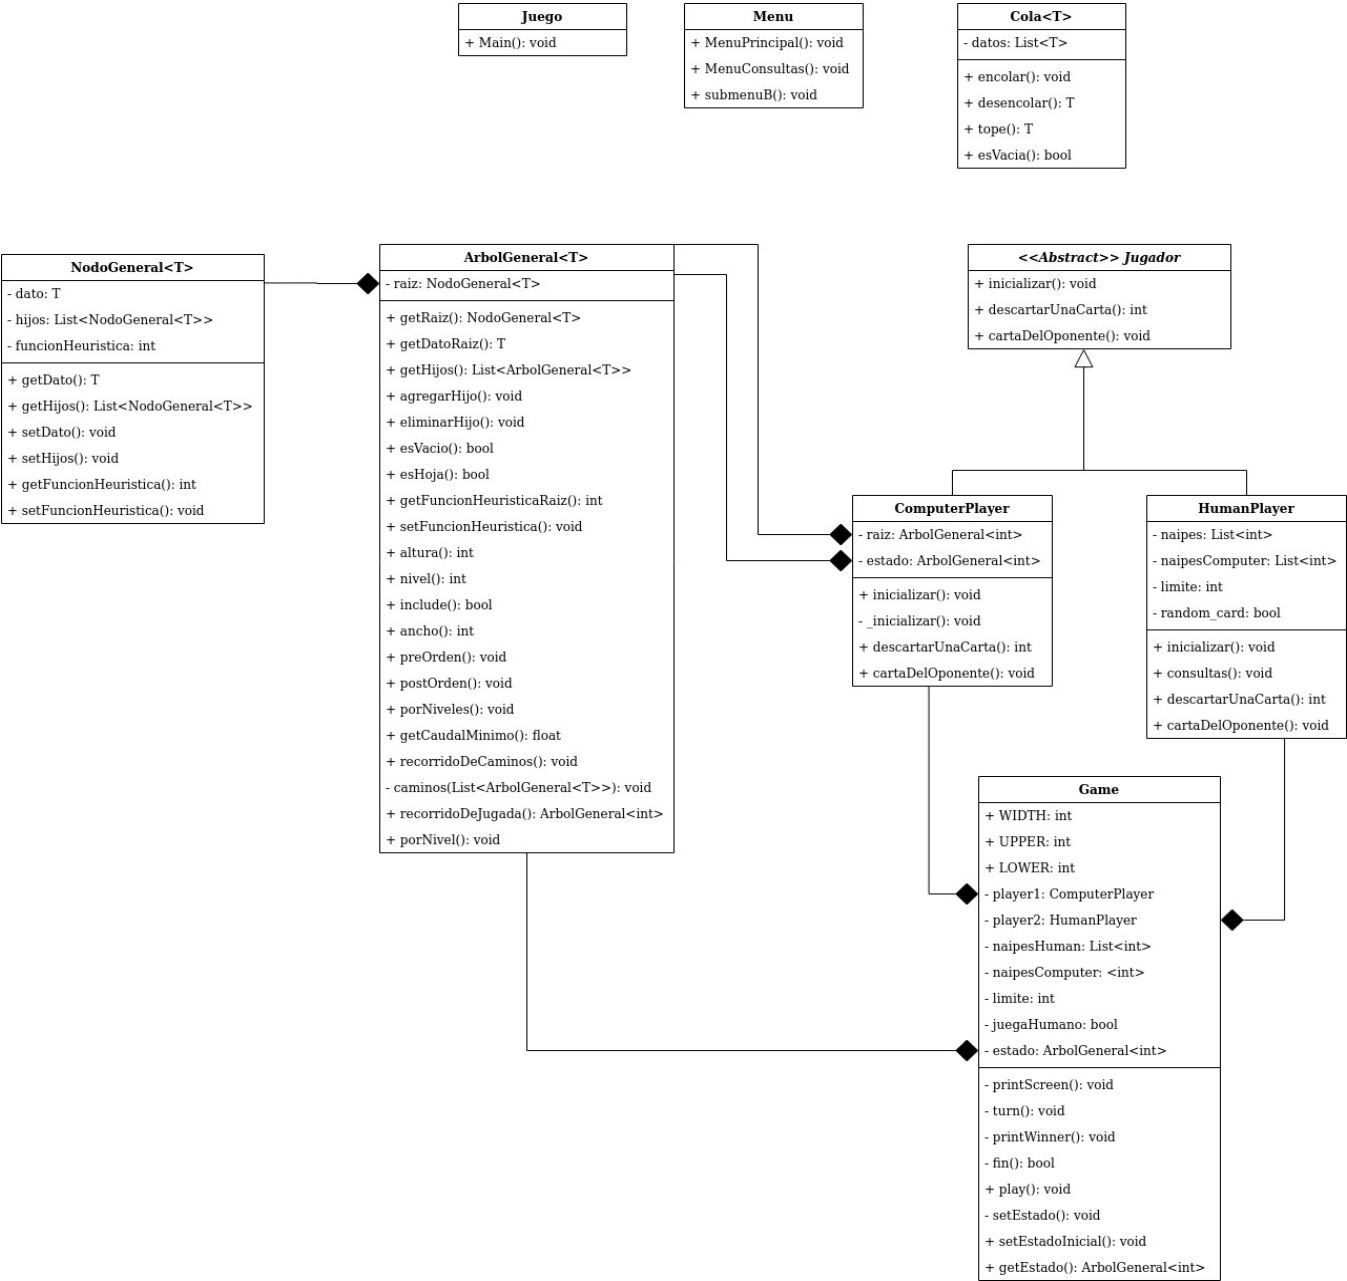 Juego
+ Main(): void
Menu
+ MenuPrincipal(): void
+ MenuConsultas(): void
+ submenuB(): void
Cola<T>
- datos: List<T>
+ encolar(): void
+ desencolar(): T
+ tope(): T
+ esVacia(): bool
NodoGeneral<T>
- dato: T
- hijos: List<NodoGeneral<T>>
- funcionHeuristica: int
+ getDato(): T
+ getHijos(): List<NodoGeneral<T>>
+ setDato(): void
+ setHijos(): void
+ getFuncionHeuristica(): int
+ setFuncionHeuristica(): void
ArbolGeneral<T>
- raiz: NodoGeneral<T>
+ getRaiz(): NodoGeneral<T>
+ getDatoRaiz(): T
+ getHijos(): List<ArbolGeneral<T>>
+ agregarHijo(): void
+ eliminarHijo(): void
+ esVacio(): bool
+ esHoja(): bool
+ getFuncionHeuristicaRaiz(): int
+ setFuncionHeuristica(): void
+ altura(): int
+ nivel(): int
+ include(): bool
+ ancho(): int
+ preOrden(): void
+ postOrden(): void
+ porNiveles(): void
+ getCaudalMinimo(): float
+ recorridoDeCaminos(): void
- caminos(List<ArbolGeneral<T>>): void
+ recorridoDeJugada(): ArbolGeneral<int>
+ porNivel(): void
<<Abstract>> Jugador
+ inicializar(): void
+ descartarUnaCarta(): int
+ cartaDelOponente(): void
ComputerPlayer
- raiz: ArbolGeneral<int>
- estado: ArbolGeneral<int>
+ inicializar(): void
- _inicializar(): void
+ descartarUnaCarta(): int
+ cartaDelOponente(): void
HumanPlayer
- naipes: List<int>
- naipesComputer: List<int>
- limite: int
- random_card: bool
+ inicializar(): void
+ consultas(): void
+ descartarUnaCarta(): int
+ cartaDelOponente(): void
Game
+ WIDTH: int
+ UPPER: int
+ LOWER: int
- player1: ComputerPlayer
- player2: HumanPlayer
- naipesHuman: List<int>
- naipesComputer: <int>
- limite: int
- juegaHumano: bool
- estado: ArbolGeneral<int>
- printScreen(): void
- turn(): void
- printWinner(): void
- fin(): bool
+ play(): void
- setEstado(): void
+ setEstadoInicial(): void
+ getEstado(): ArbolGeneral<int>